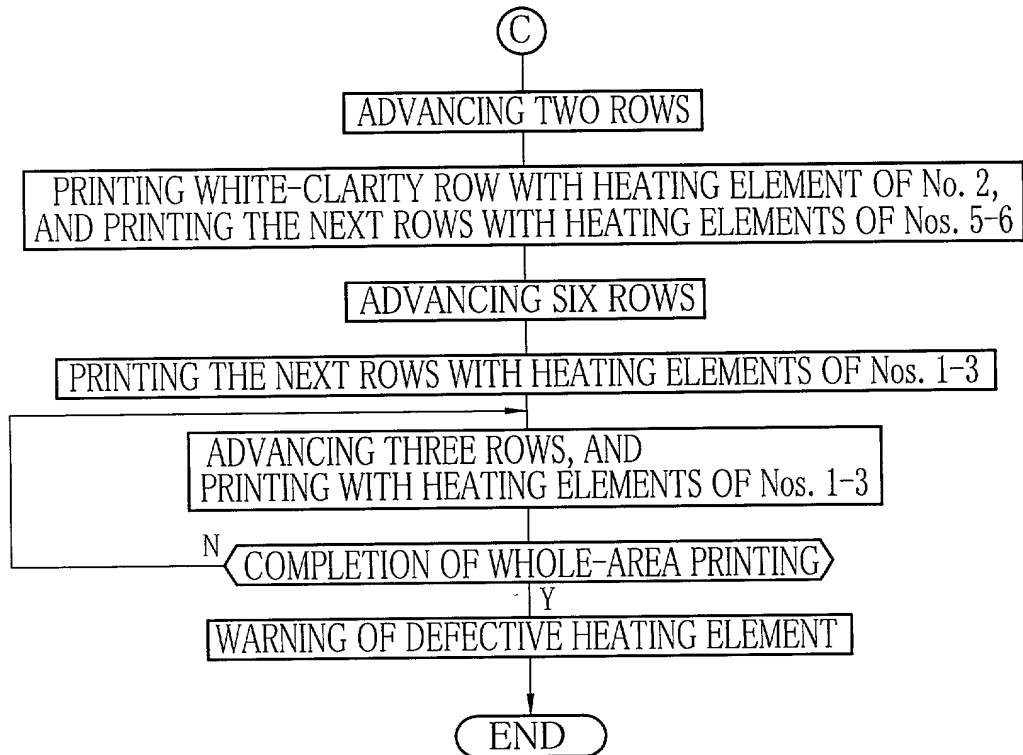 C
ADVANCING TWO ROWS
PRINTING WHITE-CLARITY ROW WITH HEATING ELEMENT OF No. 2,
AND PRINTING THE NEXT ROWS WITH HEATING ELEMENTS OF Nos. 5-6
ADVANCING SIX ROWS
PRINTING THE NEXT ROWS WITH HEATING ELEMENTS OF Nos. 1-3
ADVANCING THREE ROWS, AND
PRINTING WITH HEATING ELEMENTS OF Nos. 1-3
N
COMPLETION OF WHOLE-AREA PRINTING
Y
WARNING OF DEFECTIVE HEATING ELEMENT
END